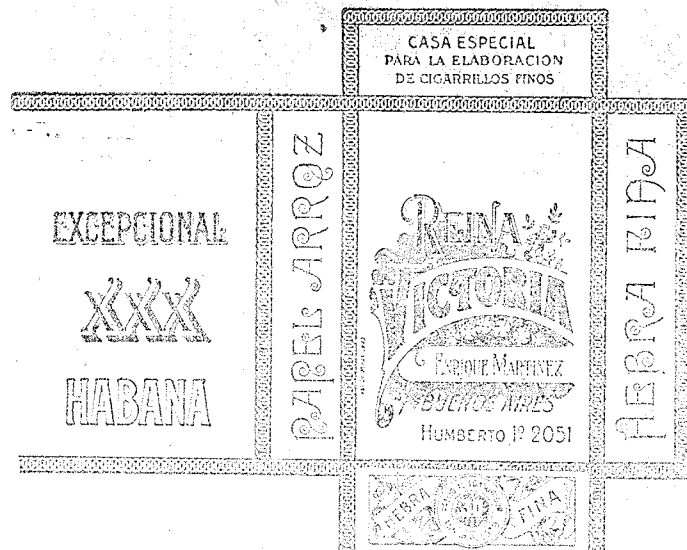 CASA ESPECIAL
PARA LA ELABORACION
DE CIGARRILLOS FINOS
EXCEPCIONAL
XXX
HABANA
PAPEL ARROZ
REINA
VICTORIA
ENRIQUE MARTINEZ
BUENOS AIRES
HUMBERTO 1º 2051
HEBRA FINA
HEBRA
FINA